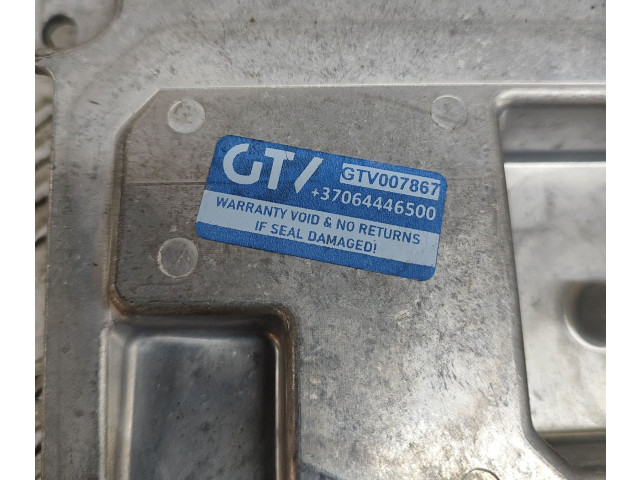 GTV
GTV007867
+37064446500
WARRANTY VOID & NO RETURNS
IF SEAL DAMAGED!